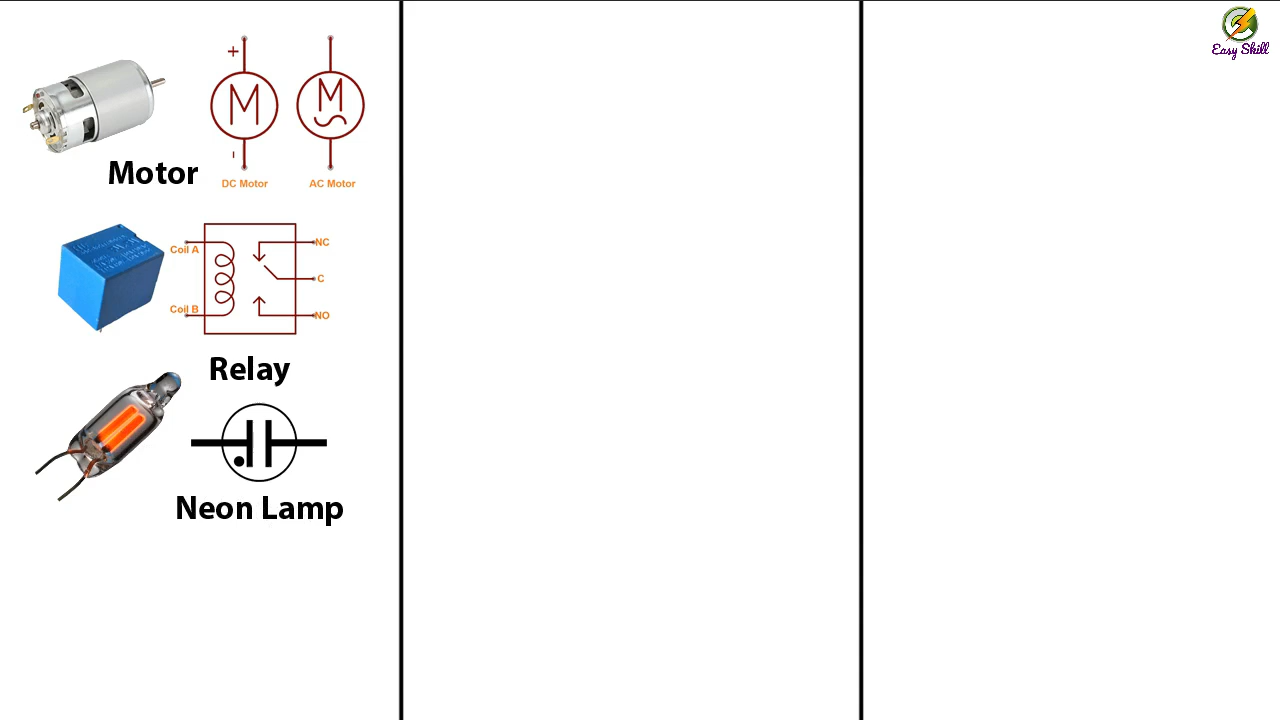 Easy Skill
+
M
M
-
DC Motor
AC Motor
Motor
Coil A
NC
C
Coil B
NO
Relay
Neon Lamp